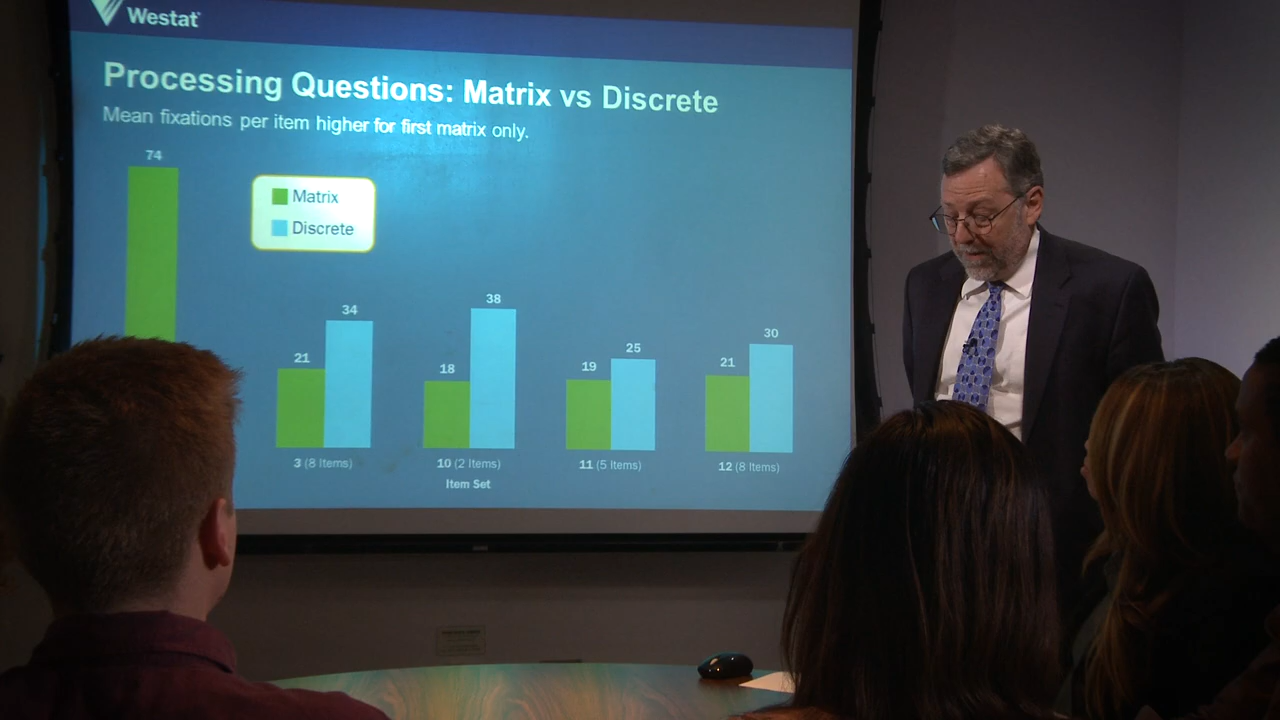 Westat
Processing Questions: Matrix vs Discrete
Mean fixations per item higher for first matrix only.
74
Matrix
Discrete
21
34
18
38
19
25
21
30
3 (8 Items)
10 (2 Items)
11 (5 Items)
12 (8 Items)
Item Set